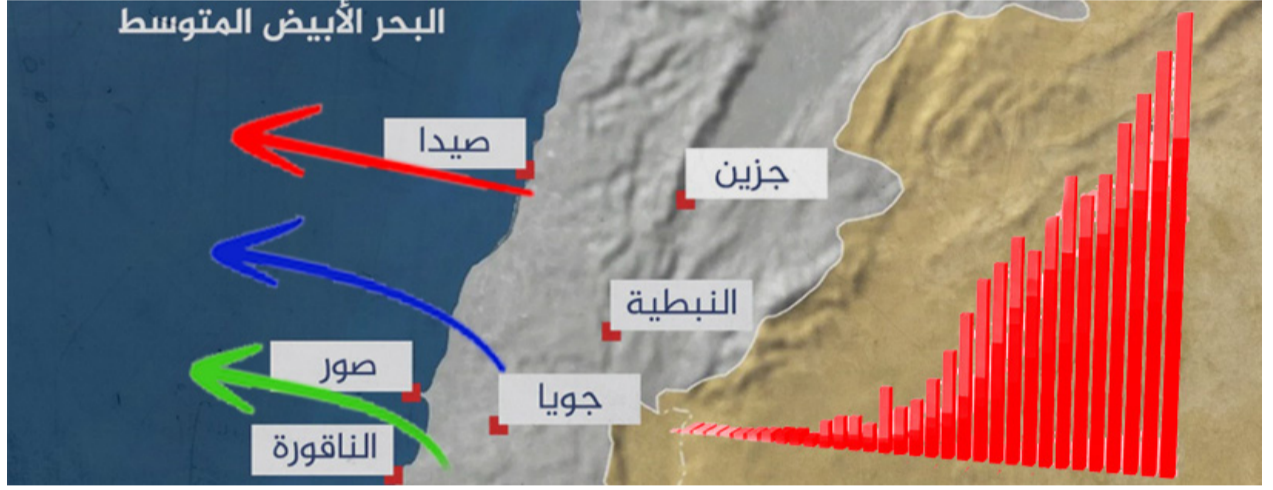 البحر الأبيض المتوسط
صيدا
جزين
النبطية
صور
جويا
الناقورة